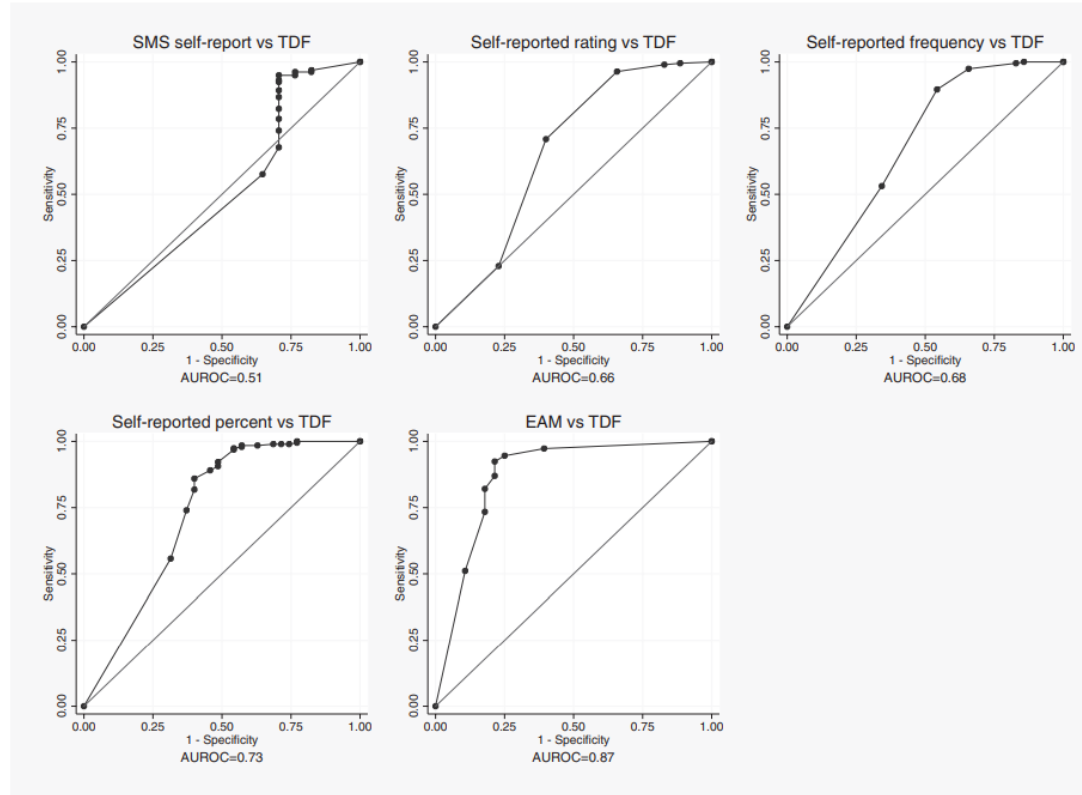 SMS self-report vs TDF
Sensitivity
1.00
0.75
0.50
0.25
0.00
0.00 0.25 0.50 0.75 1.00
1 - Specificity
AUROC=0.51
Self-reported rating vs TDF
Sensitivity
1.00
0.75
0.50
0.25
0.00
0.00 0.25 0.50 0.75 1.00
1 - Specificity
AUROC=0.66
Self-reported frequency vs TDF
Sensitivity
1.00
0.75
0.50
0.25
0.00
0.00 0.25 0.50 0.75 1.00
1 - Specificity
AUROC=0.68
Self-reported percent vs TDF
Sensitivity
1.00
0.75
0.50
0.25
0.00
0.00 0.25 0.50 0.75 1.00
1 - Specificity
AUROC=0.73
EAM vs TDF
Sensitivity
1.00
0.75
0.50
0.25
0.00
0.00 0.25 0.50 0.75 1.00
1 - Specificity
AUROC=0.87